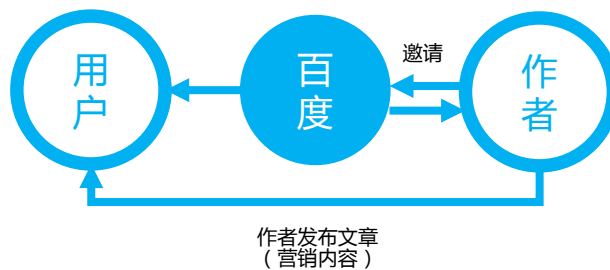 用户
百度
作者
邀请
作者发布文章
（营销内容）